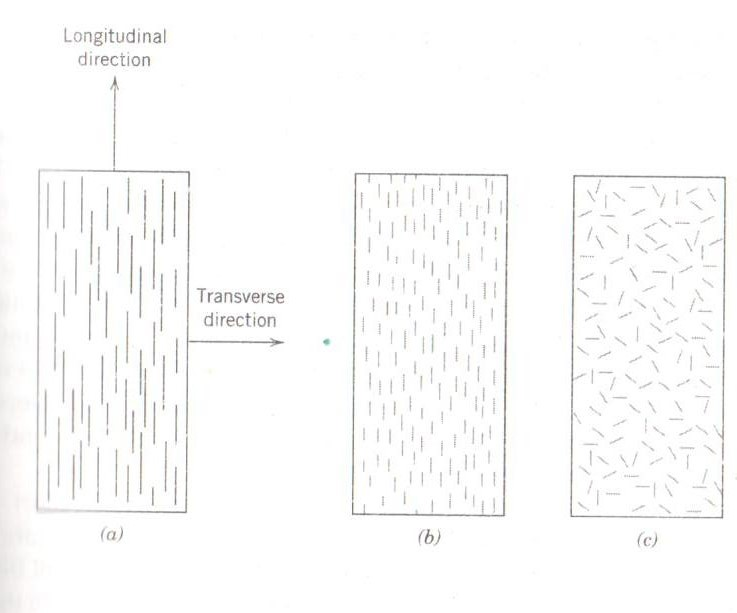 Longitudinal
direction
Transverse
direction
(a)
(b)
(c)